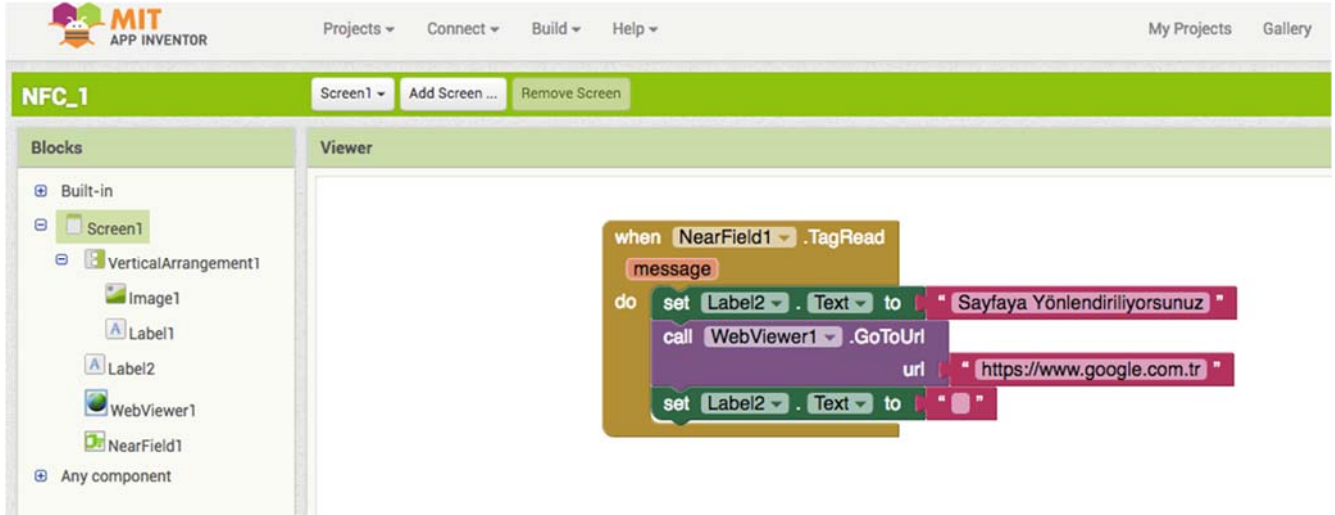 MIT
APP INVENTOR
Projects Connect Build Help My Projects Gallery
NFC_1 Screen1 Add Screen ... Remove Screen
Blocks
Viewer
Built-in
Screen1
VerticalArrangement1
Image1
Label1
Label2
WebViewer1
NearField1
Any component
when NearField1 .TagRead
message
do set Label2 . Text to " Sayfaya Yönlendiriliyorsunuz "
call WebViewer1 .GoToUrl
url " https://www.google.com.tr "
set Label2 . Text to " "